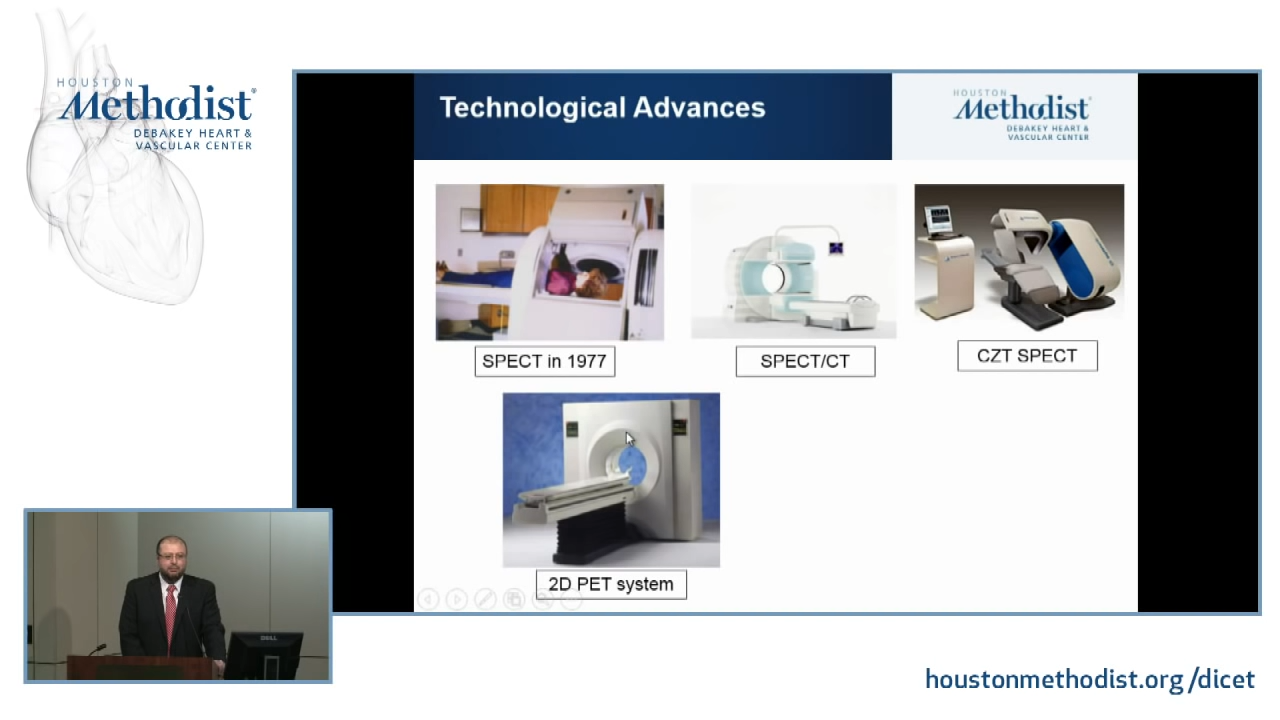 HOUSTON
Methodist®
DEBAKEY HEART &
VASCULAR CENTER
Technological Advances
HOUSTON
Methodist®
DEBAKEY HEART &
VASCULAR CENTER
SPECT in 1977
SPECT/CT
CZT SPECT
2D PET system
DELL
houstonmethodist.org/dicet